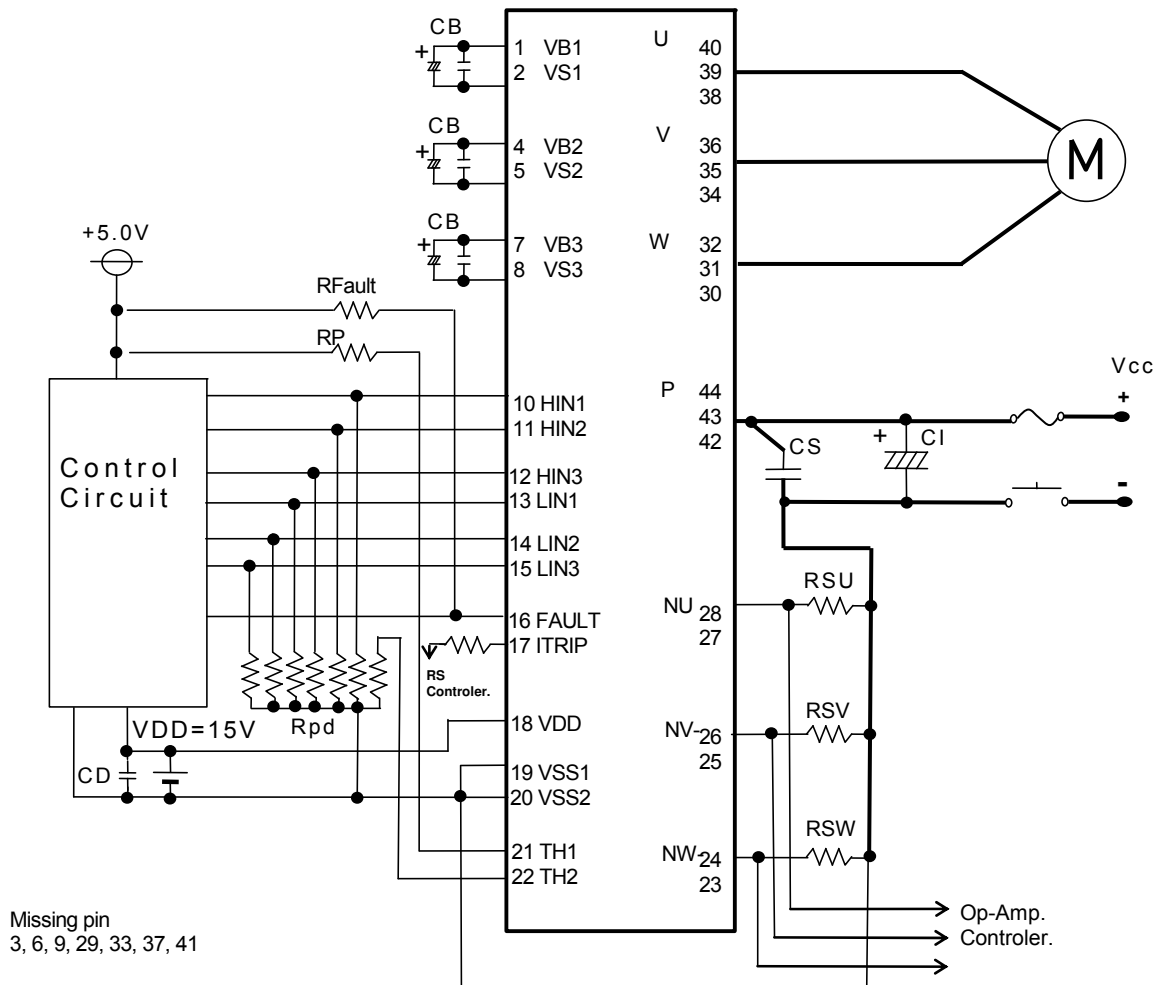 CB
+
1 VB1
2 VS1
CB
+
4 VB2
5 VS2
CB
+
7 VB3
8 VS3
+5.0V
RFault
RP
10 HIN1
11 HIN2
12 HIN3
13 LIN1
14 LIN2
15 LIN3
16 FAULT
17 ITRIP
RS
Controler.
Control
Circuit
Rpd
VDD=15V
CD
18 VDD
19 VSS1
20 VSS2
21 TH1
22 TH2
Missing pin
3, 6, 9, 29, 33, 37, 41
U
40
39
38
V
36
35
34
W
32
31
30
M
P
44
43
42
Vcc
+
CS
+ CI
-
NU 28
27
RSU
NV-26
25
RSV
NW-24
23
RSW
Op-Amp.
Controler.